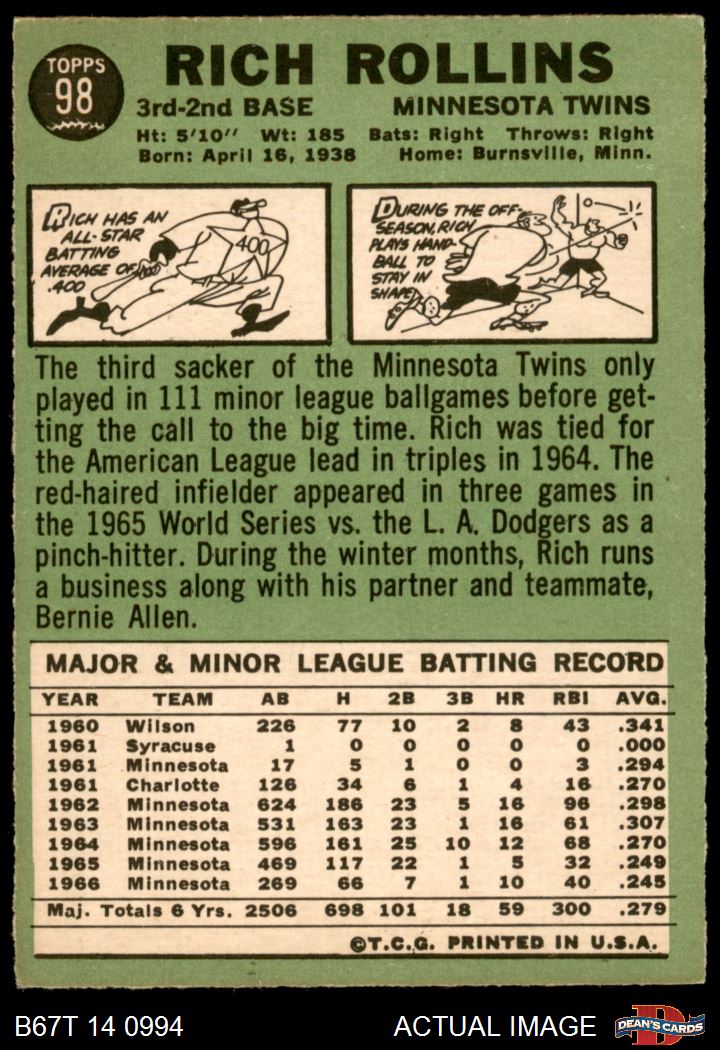 TOPPS
98
RICH ROLLINS
3rd-2nd BASE MINNESOTA TWINS
Ht: 5'10" Wt: 185 Bats: Right Throws: Right
Born: April 16, 1938 Home: Burnsville, Minn.
RICH HAS AN
ALL-STAR
BATTING
AVERAGE OF
.400
400
DURING THE OFF-
SEASON, RICH
PLAYS HAND-
BALL TO
STAY IN
SHAPE
The third sacker of the Minnesota Twins only
played in 111 minor league ballgames before get-
ting the call to the big time. Rich was tied for
the American League lead in triples in 1964. The
red-haired infielder appeared in three games in
the 1965 World Series vs. the L. A. Dodgers as a
pinch-hitter. During the winter months, Rich runs
a business along with his partner and teammate,
Bernie Allen.
MAJOR & MINOR LEAGUE BATTING RECORD
YEAR TEAM AB H 2B 3B HR RBI AVG.
1960 Wilson 226 77 10 2 8 43 .341
1961 Syracuse 1 0 0 0 0 0 .000
1961 Minnesota 17 5 1 0 0 3 .294
1961 Charlotte 126 34 6 1 4 16 .270
1962 Minnesota 624 186 23 5 16 96 .298
1963 Minnesota 531 163 23 1 16 61 .307
1964 Minnesota 596 161 25 10 12 68 .270
1965 Minnesota 469 117 22 1 5 32 .249
1966 Minnesota 269 66 7 1 10 40 .245
Maj. Totals 6 Yrs. 2506 698 101 18 59 300 .279
©T.C.G. PRINTED IN U.S.A.
B67T 14 0994 ACTUAL IMAGE
D
DEAN'S CARDS